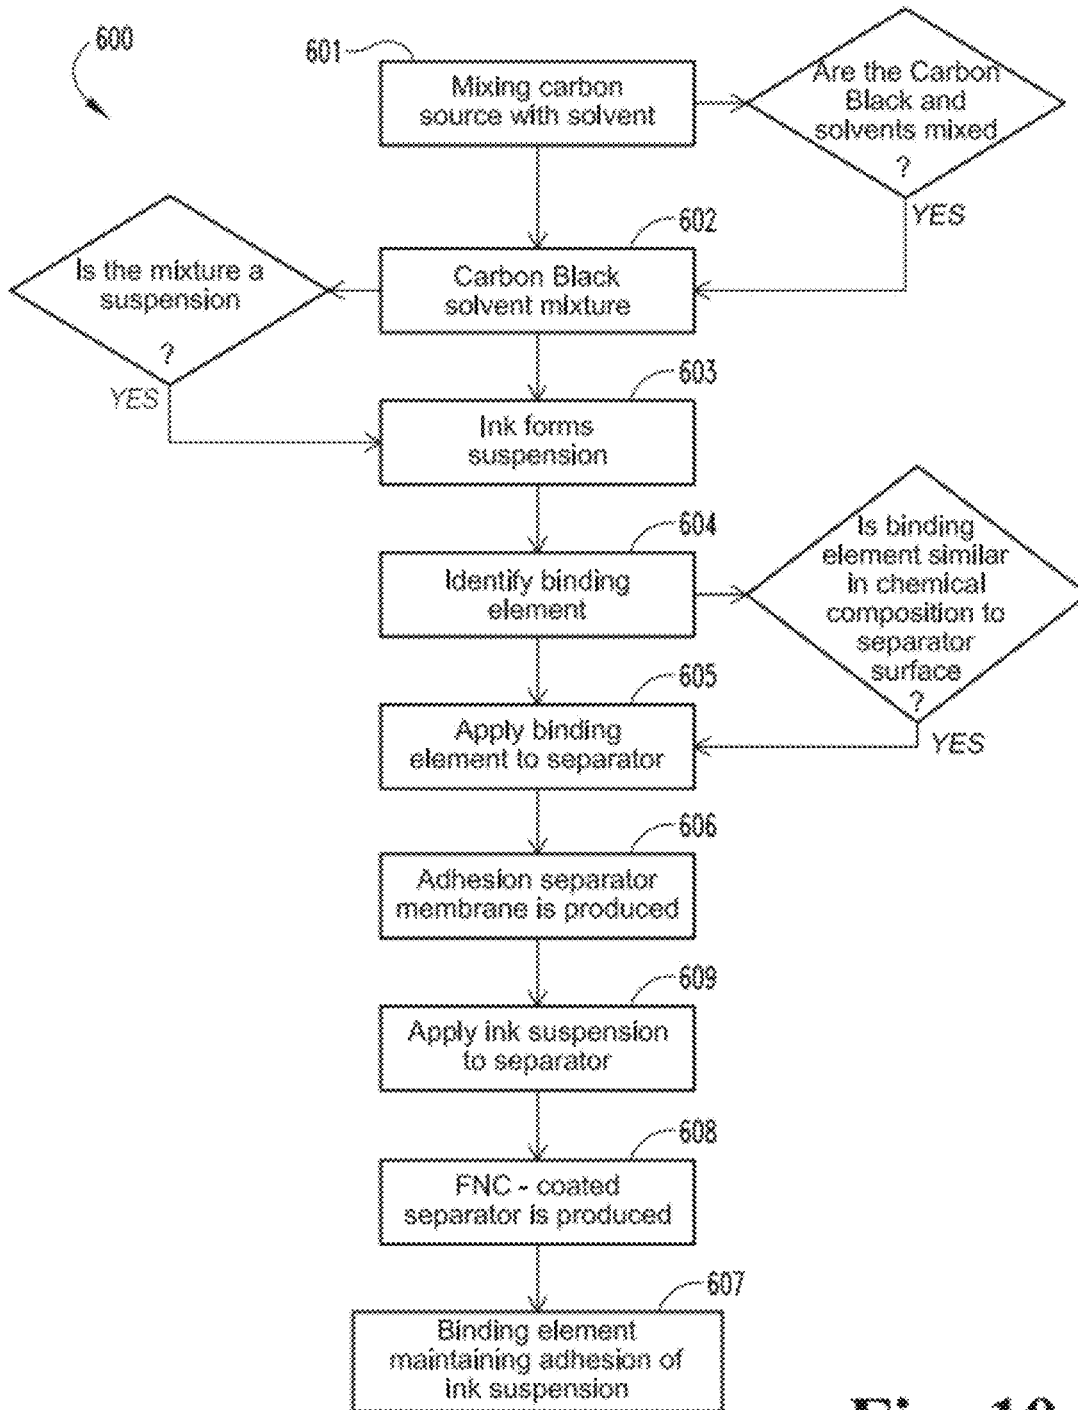 600
601
Mixing carbon
source with solvent
Are the Carbon
Black and
solvents mixed
?
YES
602
Carbon Black
solvent mixture
Is the mixture a
suspension
?
YES
603
Ink forms
suspension
604
Identify binding
element
Is binding
element similar
in chemical
composition to
separator
surface
?
YES
605
Apply binding
element to separator
606
Adhesion separator
membrane is produced
609
Apply ink suspension
to separator
608
FNC - coated
separator is produced
607
Binding element
maintaining adhesion of
ink suspension